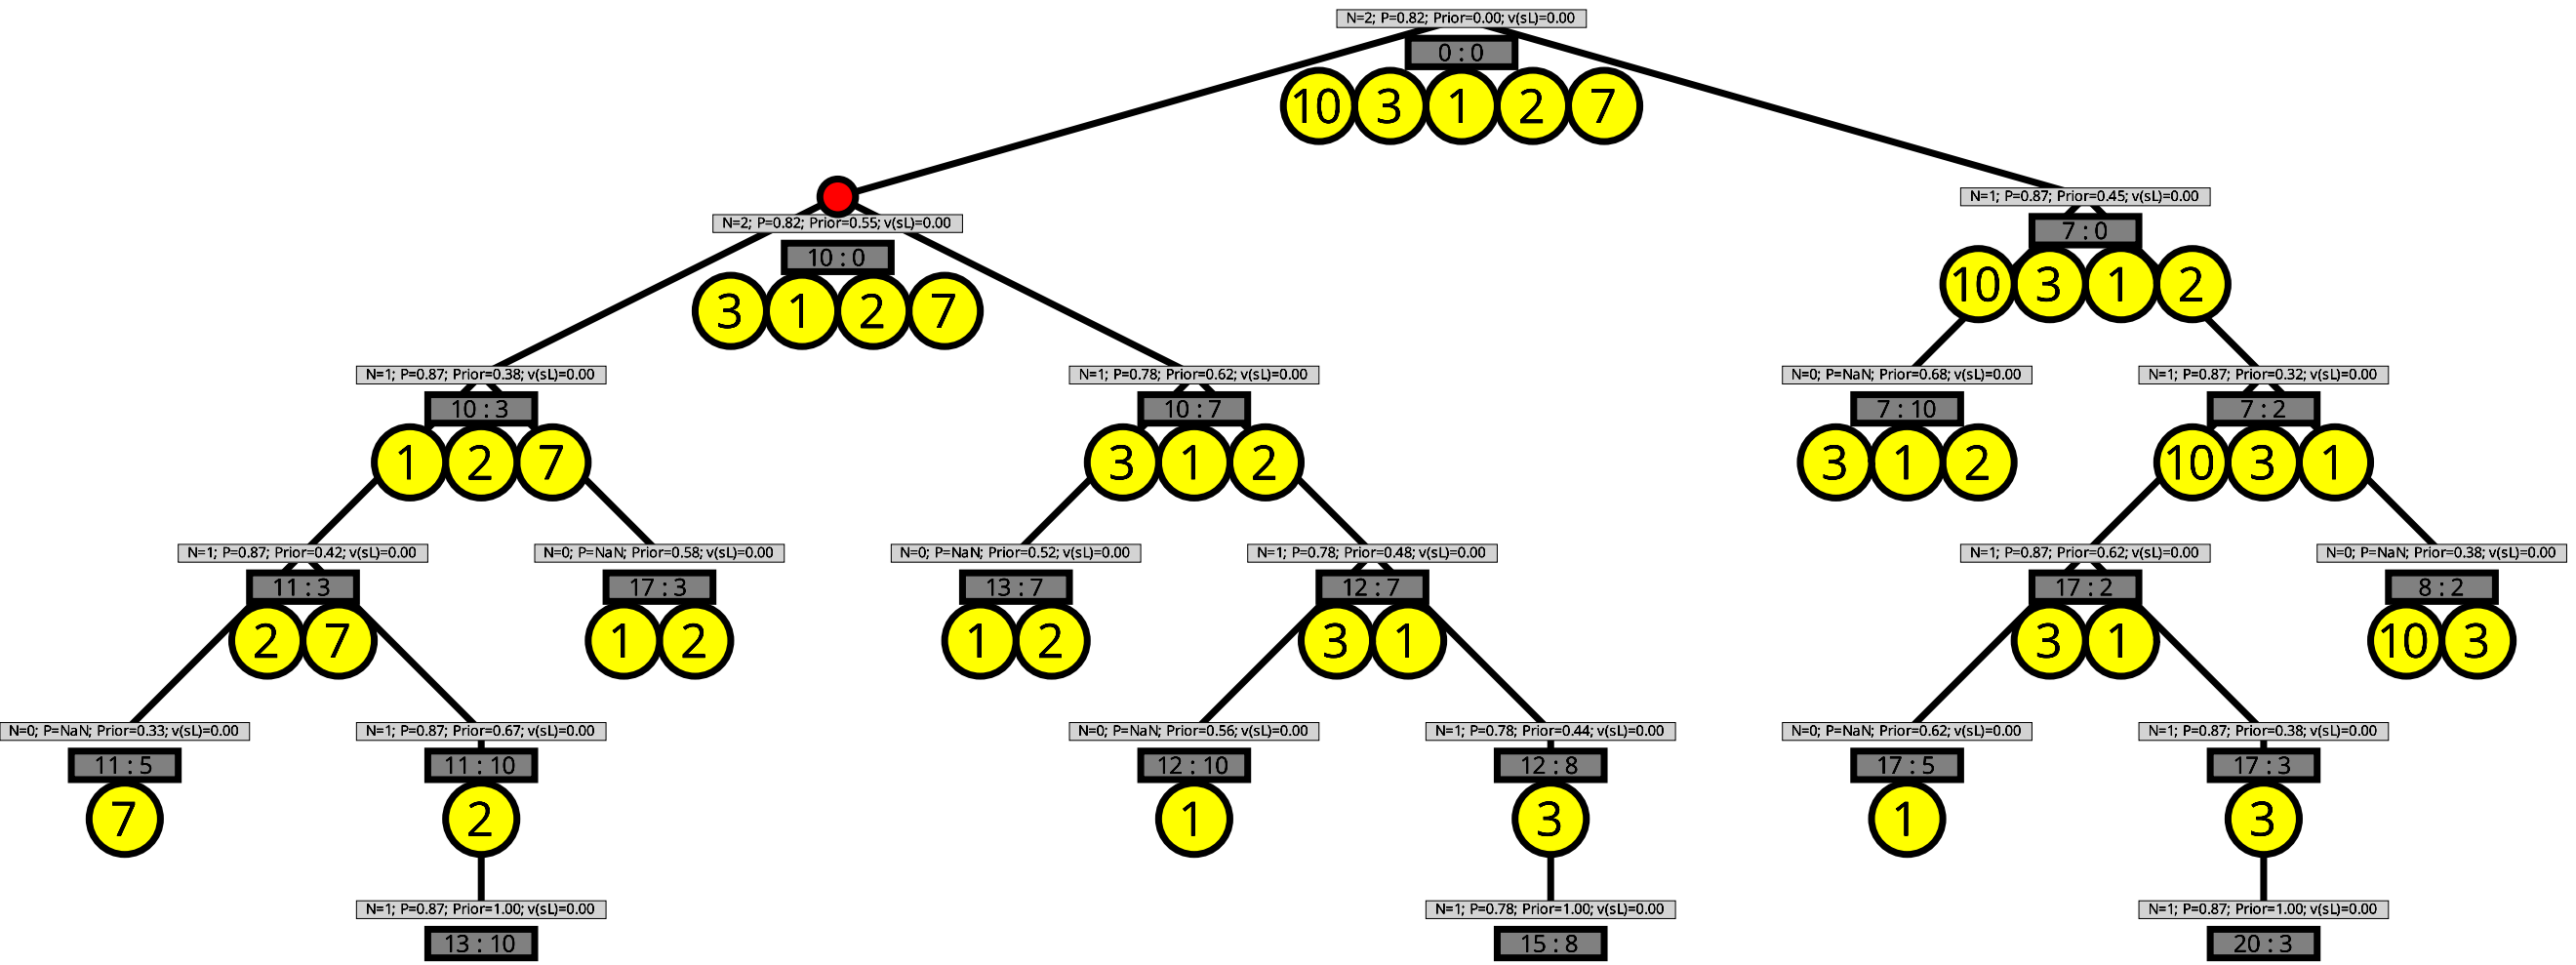 N=2; P=0.82; Prior=0.00; v(sL)=0.00
0 : 0
10 3 1 2 7
N=2; P=0.82; Prior=0.55; v(sL)=0.00
10 : 0
3 1 2 7
N=1; P=0.87; Prior=0.45; v(sL)=0.00
7 : 0
10 3 1 2
N=1; P=0.87; Prior=0.38; v(sL)=0.00
10 : 3
1 2 7
N=1; P=0.78; Prior=0.62; v(sL)=0.00
10 : 7
3 1 2
N=0; P=NaN; Prior=0.68; v(sL)=0.00
7 : 10
3 1 2
N=1; P=0.87; Prior=0.32; v(sL)=0.00
7 : 2
10 3 1
N=1; P=0.87; Prior=0.42; v(sL)=0.00
11 : 3
2 7
N=0; P=NaN; Prior=0.58; v(sL)=0.00
17 : 3
1 2
N=0; P=NaN; Prior=0.52; v(sL)=0.00
13 : 7
1 2
N=1; P=0.78; Prior=0.48; v(sL)=0.00
12 : 7
3 1
N=1; P=0.87; Prior=0.62; v(sL)=0.00
17 : 2
3 1
N=0; P=NaN; Prior=0.38; v(sL)=0.00
8 : 2
10 3
N=0; P=NaN; Prior=0.33; v(sL)=0.00
11 : 5
7
N=1; P=0.87; Prior=0.67; v(sL)=0.00
11 : 10
2
N=0; P=NaN; Prior=0.56; v(sL)=0.00
12 : 10
1
N=1; P=0.78; Prior=0.44; v(sL)=0.00
12 : 8
3
N=0; P=NaN; Prior=0.62; v(sL)=0.00
17 : 5
1
N=1; P=0.87; Prior=0.38; v(sL)=0.00
17 : 3
3
N=1; P=0.87; Prior=1.00; v(sL)=0.00
13 : 10
N=1; P=0.78; Prior=1.00; v(sL)=0.00
15 : 8
N=1; P=0.87; Prior=1.00; v(sL)=0.00
20 : 3